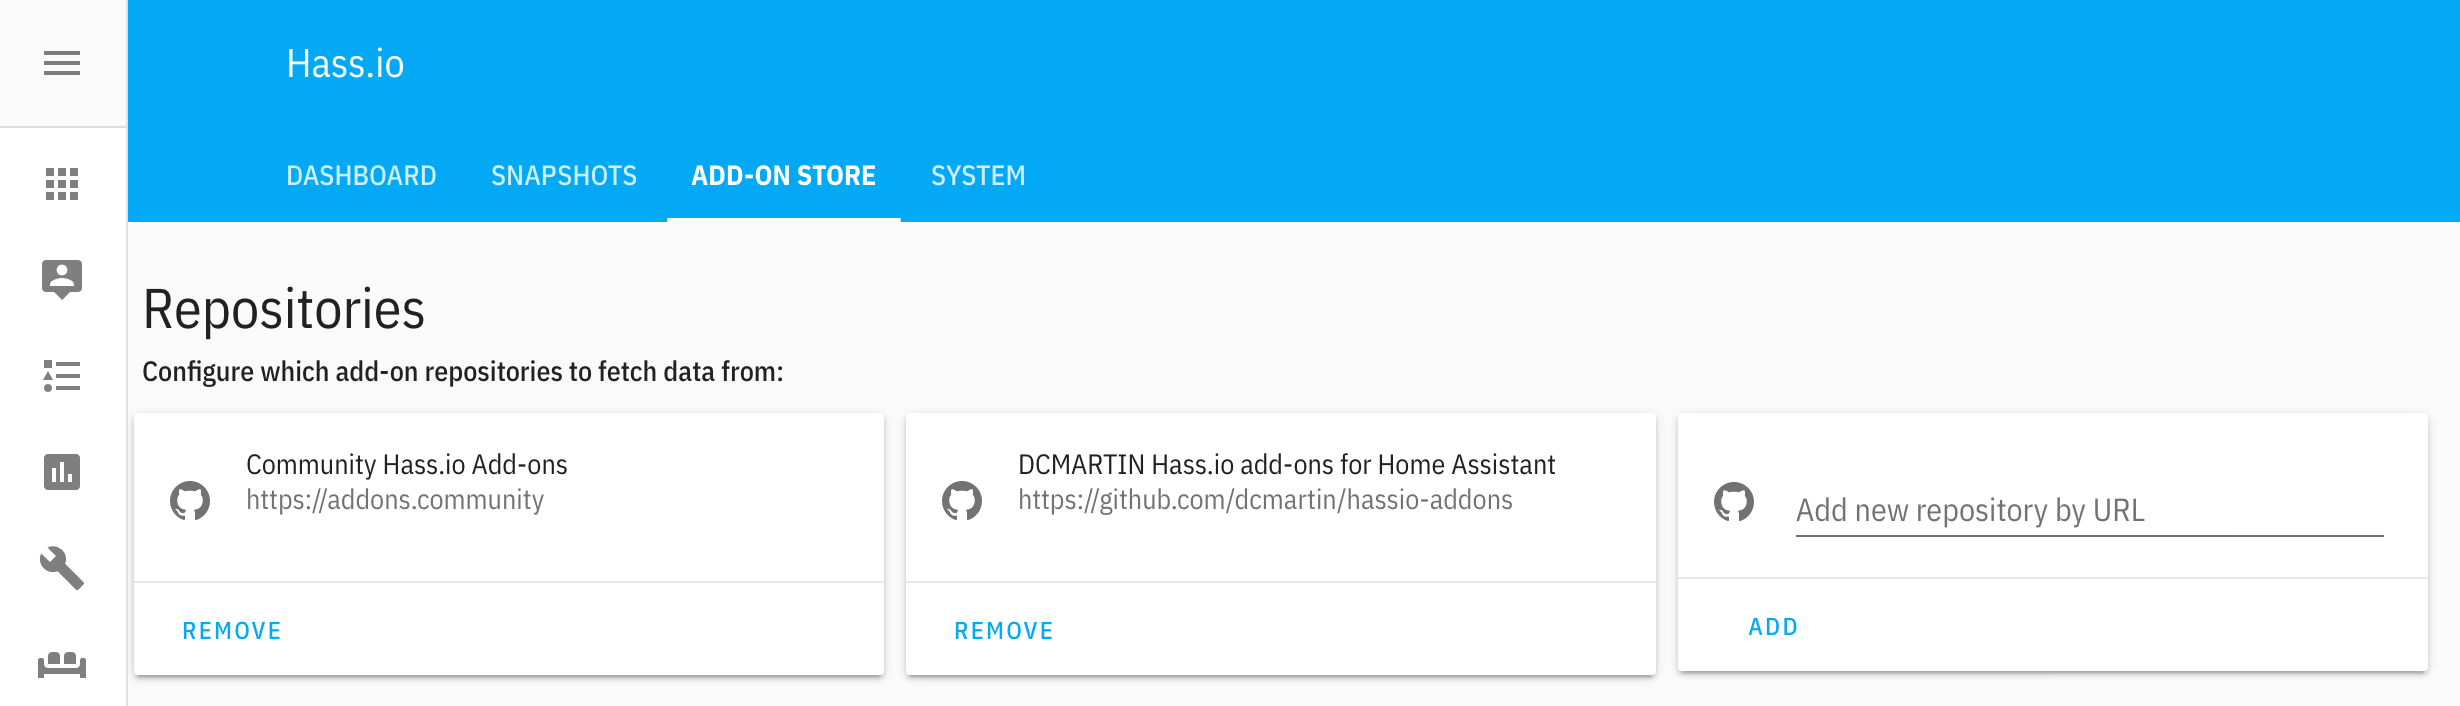 Hass.io
DASHBOARD SNAPSHOTS ADD-ON STORE SYSTEM
Repositories
Configure which add-on repositories to fetch data from:
Community Hass.io Add-ons
https://addons.community
REMOVE
DCMARTIN Hass.io add-ons for Home Assistant
https://github.com/dcmartin/hassio-addons
REMOVE
Add new repository by URL
ADD